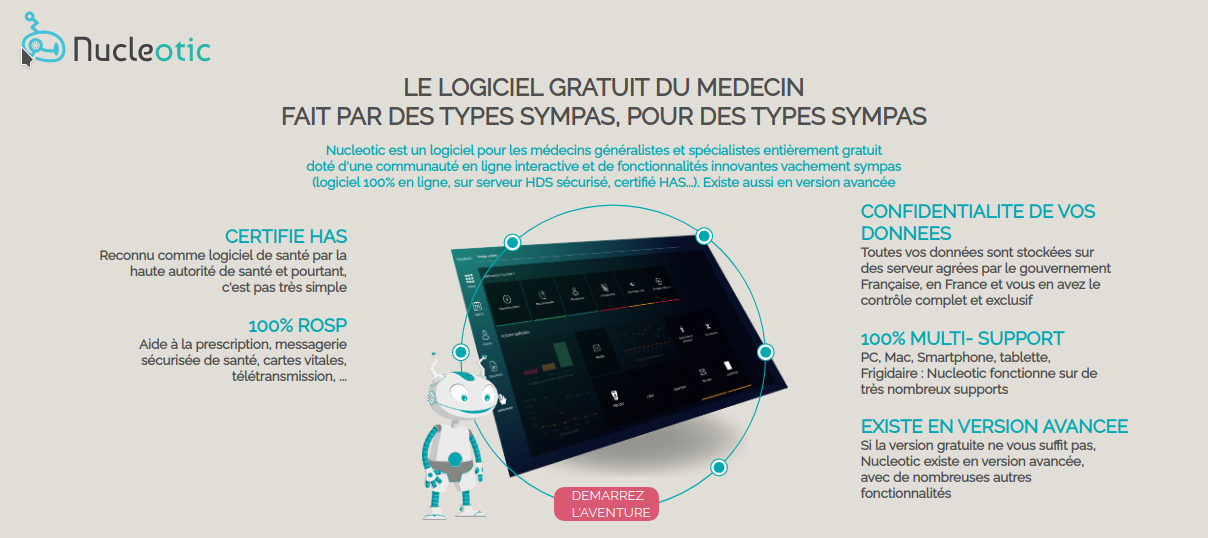 Nucleotic
LE LOGICIEL GRATUIT DU MEDECIN
FAIT PAR DES TYPES SYMPAS, POUR DES TYPES SYMPAS
Nucleotic est un logiciel pour les médecins généralistes et spécialistes entièrement gratuit
doté d'une communauté en ligne interactive et de fonctionnalités innovantes vachement sympas
(logiciel 100% en ligne, sur serveur HDS sécurisé, certifié HAS...). Existe aussi en version avancée
CERTIFIE HAS
Reconnu comme logiciel de santé par la
haute autorité de santé et pourtant,
c'est pas très simple
100% ROSP
Aide à la prescription, messagerie
sécurisée de santé, cartes vitales,
télétransmission, ...
CONFIDENTIALITE DE VOS
DONNEES
Toutes vos données sont stockées sur
des serveur agrées par le gouvernement
Française, en France et vous en avez le
contrôle complet et exclusif
100% MULTI- SUPPORT
PC, Mac, Smartphone, tablette,
Frigidaire : Nucleotic fonctionne sur de
très nombreux supports
EXISTE EN VERSION AVANCEE
Si la version gratuite ne vous suffit pas,
Nucleotic existe en version avancée,
avec de nombreuses autres
fonctionnalités
DEMARREZ
L'AVENTURE